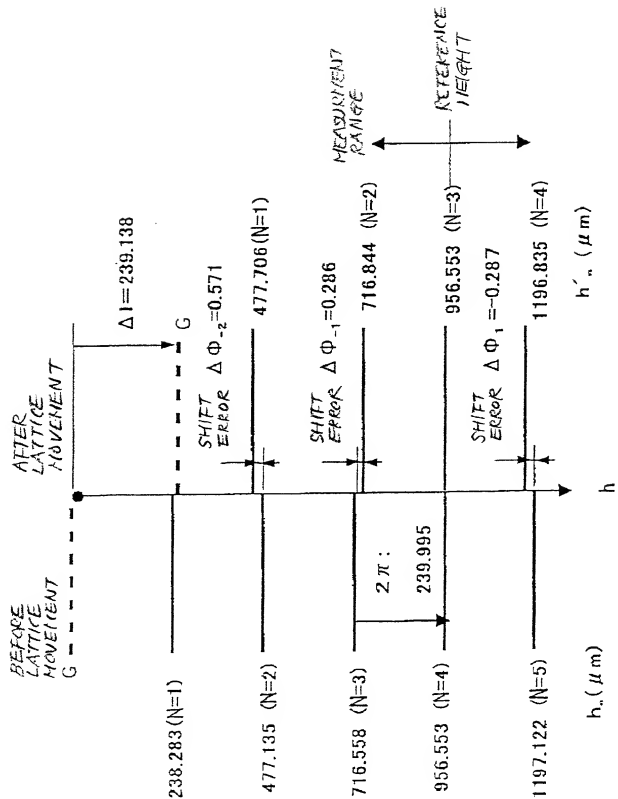 BEFORE
LATTICE
MOVEMENT
G
AFTER
LATTICE
MOVEMENT
Δl=239.138
G
238.283(N=1)
SHIFT
ERROR ΔΦ₋₂=0.571
477.135 (N=2)
477.706(N=1)
SHIFT
ERROR ΔΦ₋₁=0.286
716.558 (N=3)
716.844 (N=2)
2π:
239.995
956.553 (N=4)
956.553 (N=3)
SHIFT
ERROR ΔΦ₁=-0.287
1197.122 (N=5)
1196.835 (N=4)
hₙ(μm)
h
h'ₙ (μm)
MEASUREMENT
RANGE
REFERENCE
HEIGHT